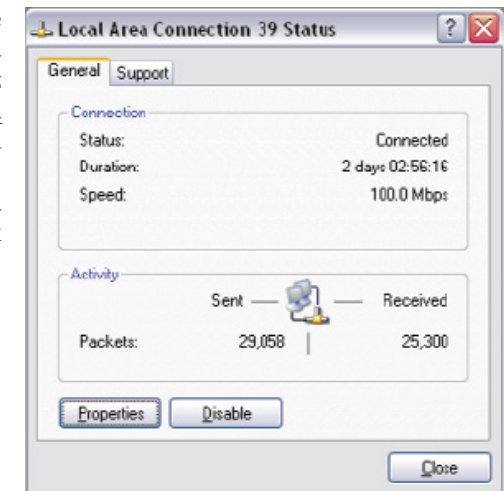 Local Area Connection 39 Status
General Support
Connection
Status: Connected
Duration: 2 days 02:56:16
Speed: 100.0 Mbps
Activity
Sent — — Received
Packets: 29,058 | 25,300
Properties Disable
Close